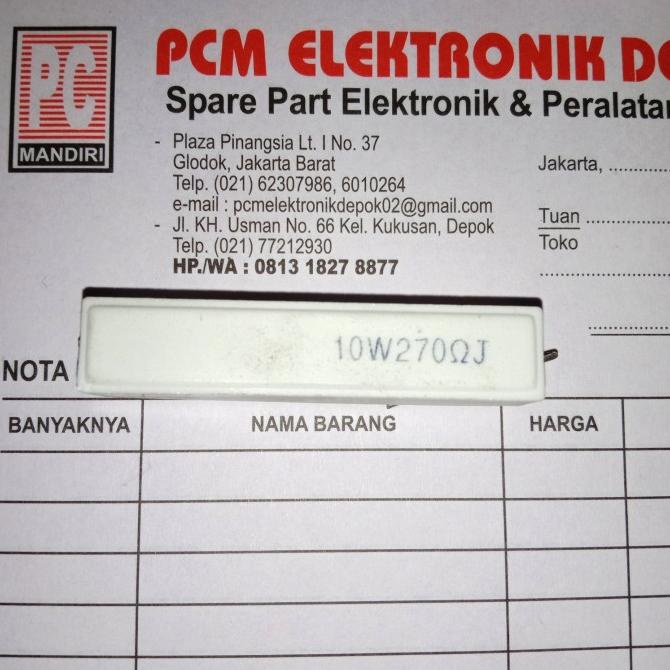 PC
MANDIRI
PCM ELEKTRONIK
Spare Part Elektronik &
- Plaza Pinangsia Lt. I No. 37
Glodok, Jakarta Barat
Telp. (021) 62307986, 6010264
e-mail : pcmelektronikdepok02@gmail.com
- Jl. KH. Usman No. 66 Kel. Kukusan, Depok
Telp. (021) 77212930
HP./WA : 0813 1827 8877
Jakarta, ..............
Tuan ..............
Toko
10W270ΩJ
NOTA
BANYAKNYA NAMA BARANG HARGA